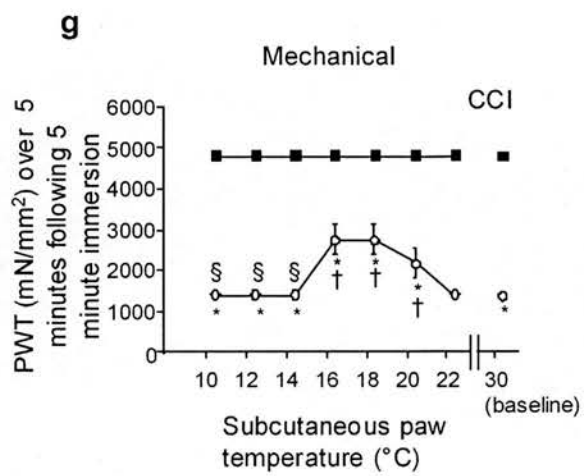 g
Mechanical
CCI
PWT (mN/mm²) over 5
minutes following 5
minute immersion
6000
5000
4000
3000
2000
1000
0
§ § §
* * * * * * *
† † †
10 12 14 16 18 20 22 30
(baseline)
Subcutaneous paw
temperature (°C)